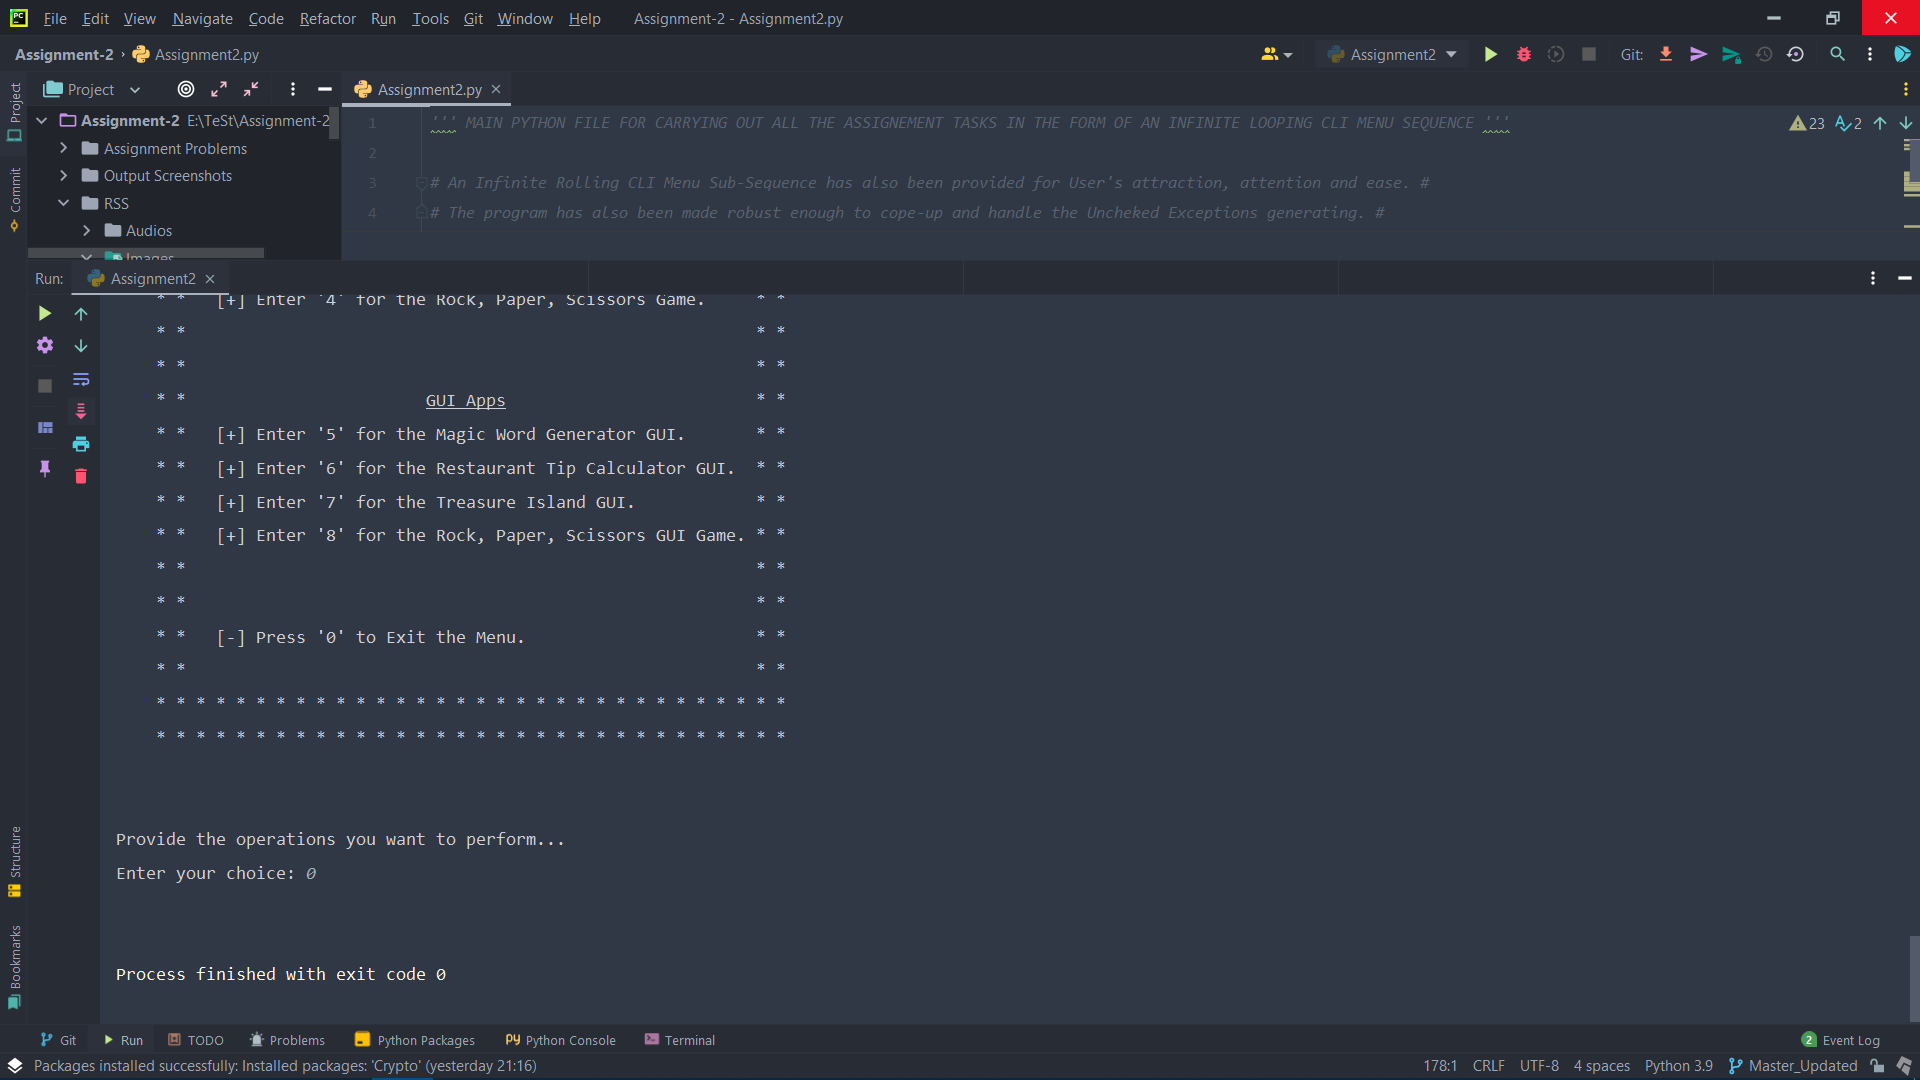 File Edit View Navigate Code Refactor Run Tools Git Window Help Assignment-2 - Assignment2.py
Assignment-2 Assignment2.py Assignment2 Git:
Project Assignment2.py
Project
Assignment-2 E:\TeSt\Assignment-2
Assignment Problems
Output Screenshots
RSS
Audios
Images
Commit
1 ''' MAIN PYTHON FILE FOR CARRYING OUT ALL THE ASSIGNEMENT TASKS IN THE FORM OF AN INFINITE LOOPING CLI MENU SEQUENCE '''
2
3 # An Infinite Rolling CLI Menu Sub-Sequence has also been provided for User's attraction, attention and ease. #
4 # The program has also been made robust enough to cope-up and handle the Uncheked Exceptions generating. #
23 2
Run: Assignment2
* * [+] Enter '4' for the Rock, Paper, Scissors Game. * *
* * * *
* * * *
* * GUI Apps * *
* * [+] Enter '5' for the Magic Word Generator GUI. * *
* * [+] Enter '6' for the Restaurant Tip Calculator GUI. * *
* * [+] Enter '7' for the Treasure Island GUI. * *
* * [+] Enter '8' for the Rock, Paper, Scissors GUI Game. * *
* * * *
* * * *
* * [-] Press '0' to Exit the Menu. * *
* * * *
* * * * * * * * * * * * * * * * * * * * * * * * * * * * * * * *
* * * * * * * * * * * * * * * * * * * * * * * * * * * * * * * *
Provide the operations you want to perform...
Enter your choice: 0
Process finished with exit code 0
Structure
Bookmarks
Git Run TODO Problems Python Packages Python Console Terminal 2 Event Log
Packages installed successfully: Installed packages: 'Crypto' (yesterday 21:16) 178:1 CRLF UTF-8 4 spaces Python 3.9 Master_Updated